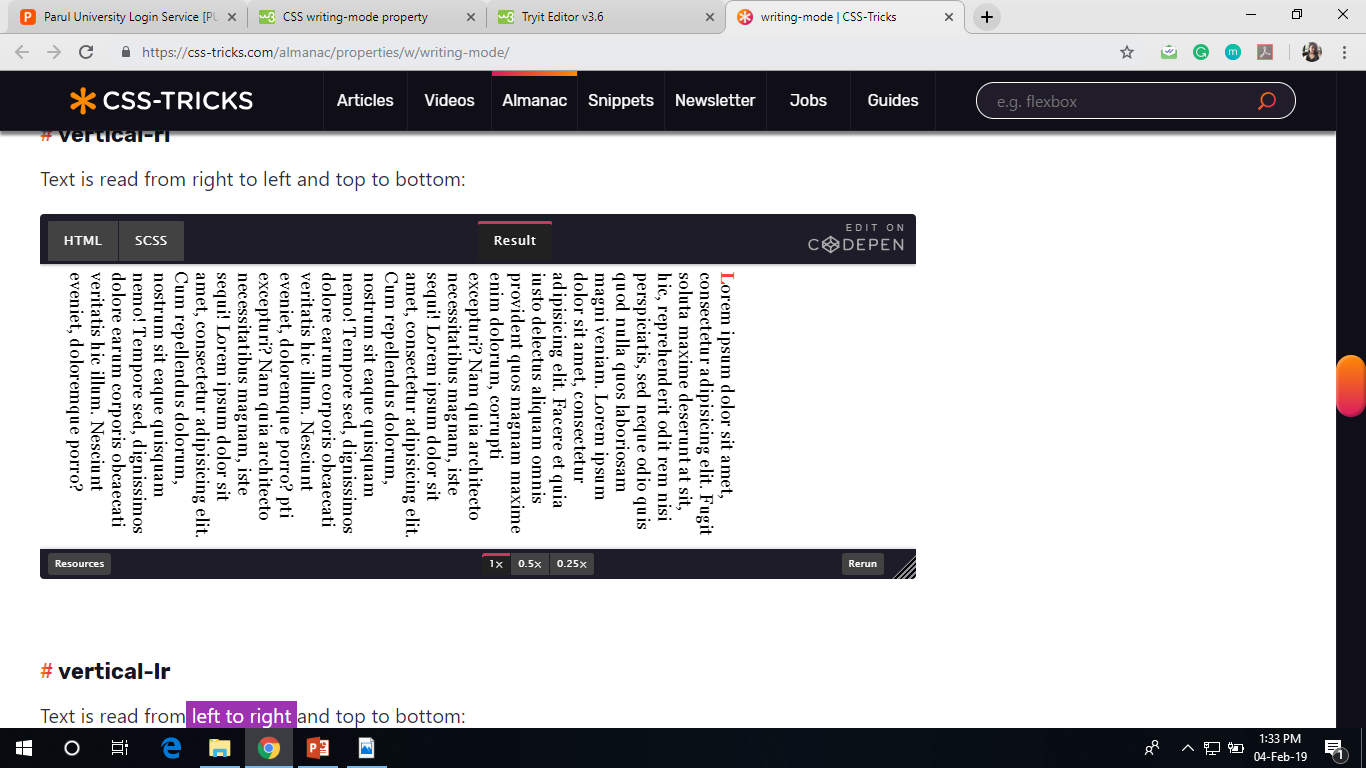 Parul University Login Service [PU
CSS writing-mode property
Tryit Editor v3.6
writing-mode | CSS-Tricks
https://css-tricks.com/almanac/properties/w/writing-mode/
CSS-TRICKS
Articles
Videos
Almanac
Snippets
Newsletter
Jobs
Guides
e.g. flexbox
# vertical-rl
Text is read from right to left and top to bottom:
HTML
SCSS
Result
EDIT ON
CODEPEN
Lorem ipsum dolor sit amet,
consectetur adipisicing elit. Fugit
soluta maxime deserunt at sit,
hic, reprehenderit odit rem nisi
perspiciatis, sed neque odio quis
quod nulla quos laboriosam
magni veniam. Lorem ipsum
dolor sit amet, consectetur
adipisicing elit. Facere et quia
iusto delectus aliquam omnis
provident quos magnam maxime
enim dolorum, corrupti
excepturi? Nam quia architecto
necessitatibus magnam, iste
sequi! Lorem ipsum dolor sit
amet, consectetur adipisicing elit.
Cum repellendus dolorum,
nostrum sit eaque quisquam
nemo! Tempore sed, dignissimos
dolore earum corporis obcaecati
veritatis hic illum. Nesciunt
eveniet, doloremque porro? pti
excepturi? Nam quia architecto
necessitatibus magnam, iste
sequi! Lorem ipsum dolor sit
amet, consectetur adipisicing elit.
Cum repellendus dolorum,
nostrum sit eaque quisquam
nemo! Tempore sed, dignissimos
dolore earum corporis obcaecati
veritatis hic illum. Nesciunt
eveniet, doloremque porro?
Resources
1x
0.5x
0.25x
Rerun
# vertical-lr
Text is read from left to right and top to bottom:
1:33 PM
04-Feb-19
1